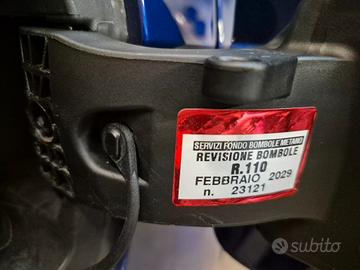 SERVIZI FONDO BOMBOLE METANO
REVISIONE BOMBOLE
R.110
FEBBRAIO 2029
n. 23121
subito